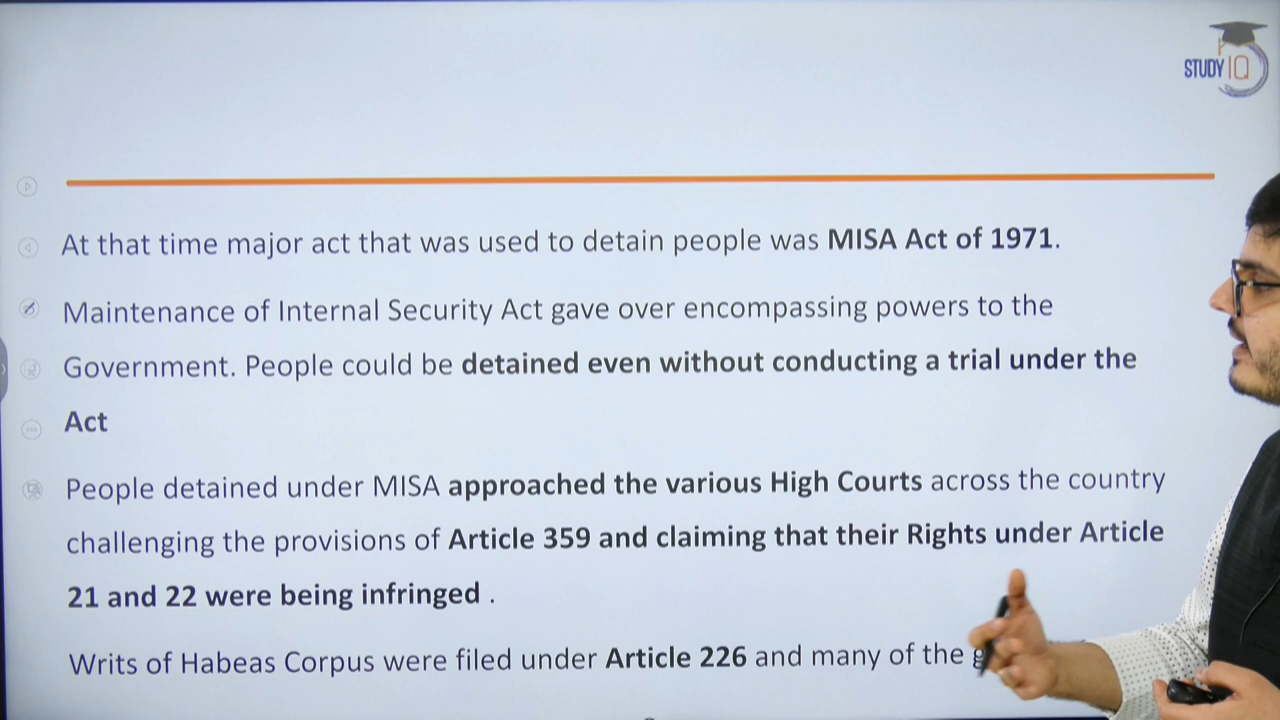 STUDY IQ
At that time major act that was used to detain people was MISA Act of 1971.
Maintenance of Internal Security Act gave over encompassing powers to the
Government. People could be detained even without conducting a trial under the
Act
People detained under MISA approached the various High Courts across the country
challenging the provisions of Article 359 and claiming that their Rights under Article
21 and 22 were being infringed .
Writs of Habeas Corpus were filed under Article 226 and many of the